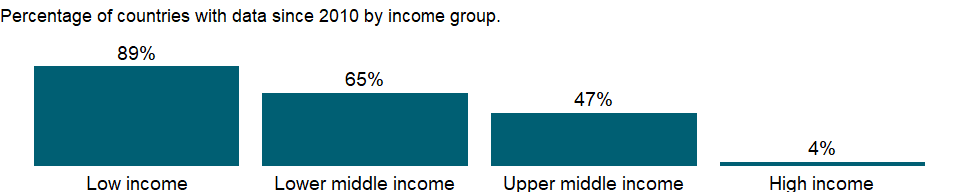 Percentage of countries with data since 2010 by income group.
89%
65%
47%
4%
Low income
Lower middle income
Upper middle income
High income